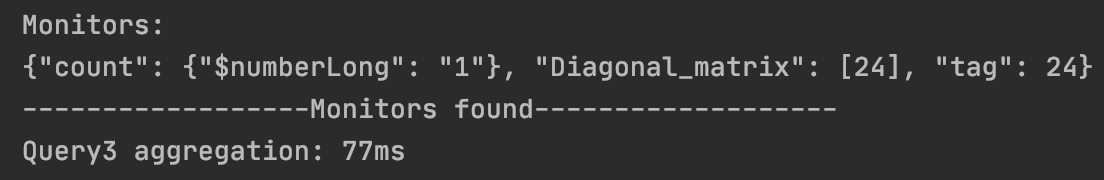 Monitors:
{"count": {"$numberLong": "1"}, "Diagonal_matrix": [24], "tag": 24}
------------------Monitors found-------------------
Query3 aggregation: 77ms